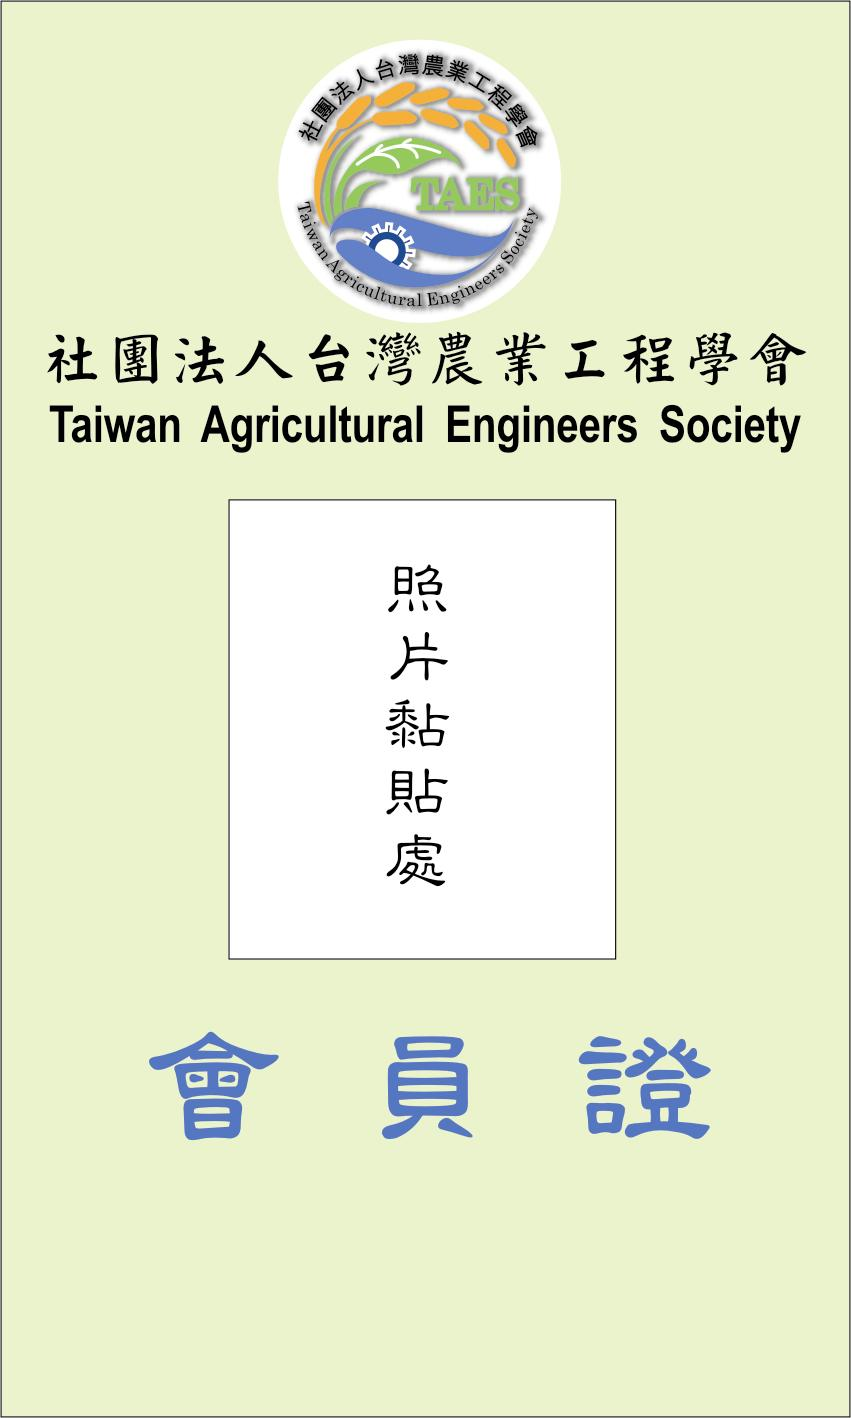 社團法人台灣農業工程學會
TAES
Taiwan Agricultural Engineers Society
社團法人台灣農業工程學會
Taiwan Agricultural Engineers Society
照片黏貼處
會員證